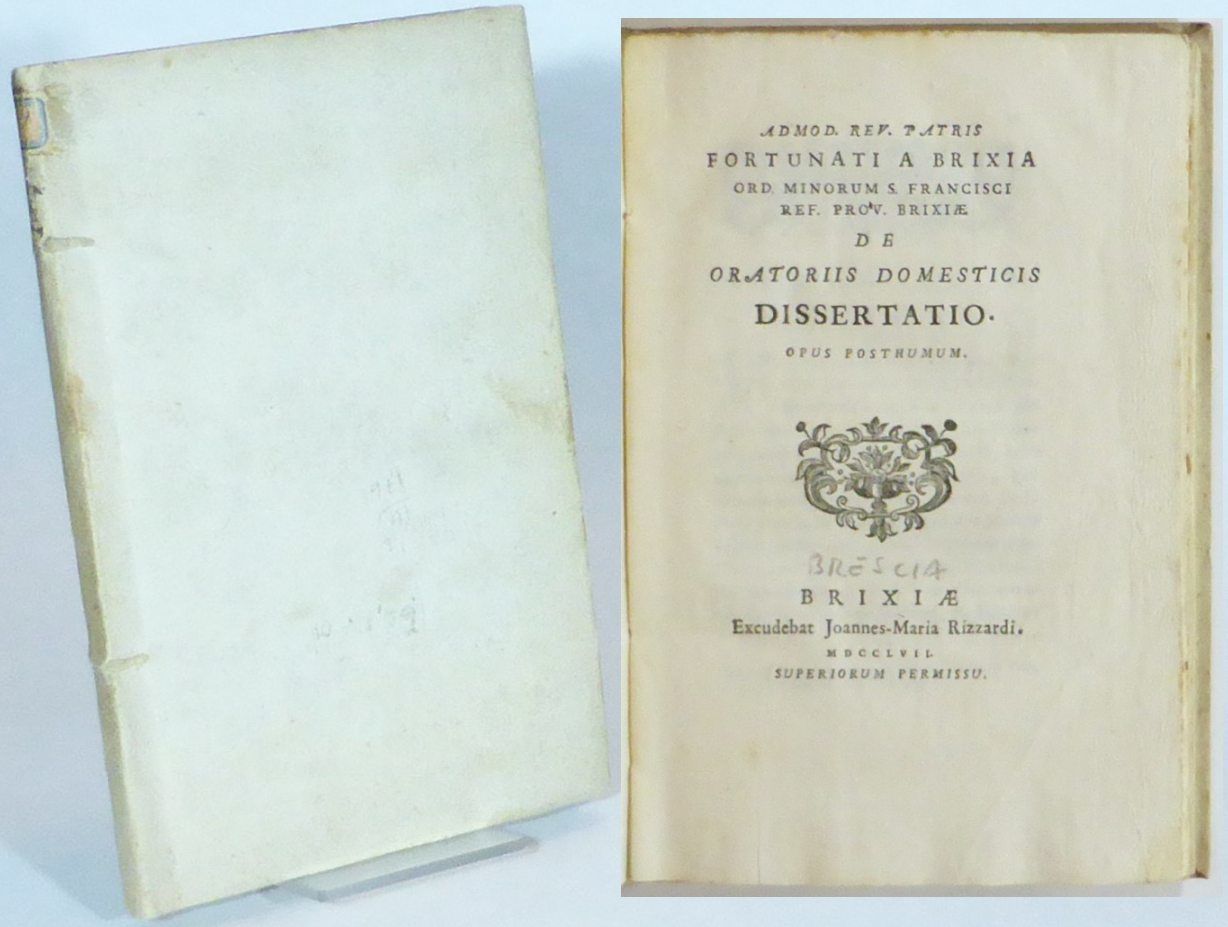 ADMOD. REV. PATRIS
FORTUNATI A BRIXIA
ORD. MINORUM S. FRANCISCI
REF. PROV. BRIXIÆ
DE
ORATORIIS DOMESTICIS
DISSERTATIO.
OPUS POSTHUMUM.
BRESCIA
BRIXIÆ
Excudebat Joannes-Maria Rizzardi.
MDCCLVII.
SUPERIORUM PERMISSU.